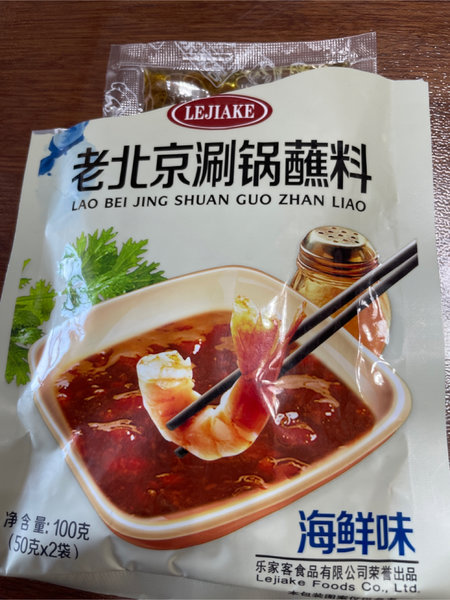 LEJIAKE
老北京涮锅蘸料
LAO BEI JING SHUAN GUO ZHAN LIAO
净含量:100克
(50克x2袋)
海鲜味
乐家客食品有限公司荣誉出品
Lejiake Foods Co., Ltd.